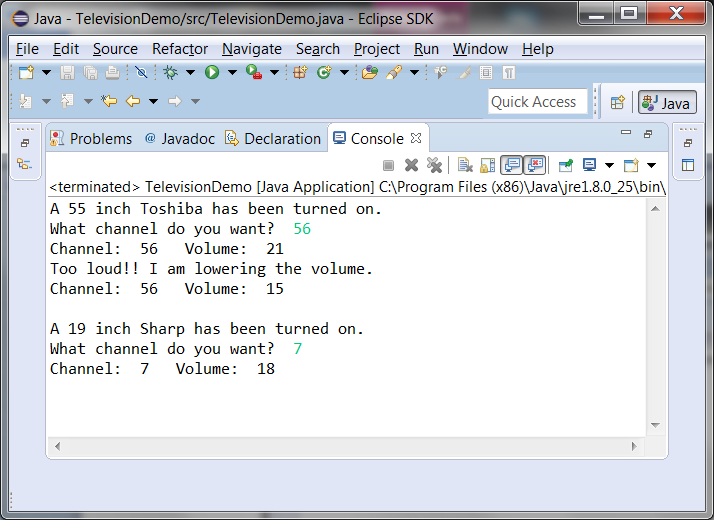 Java - TelevisionDemo/src/TelevisionDemo.java - Eclipse SDK
File Edit Source Refactor Navigate Search Project Run Window Help
Quick Access Java
Problems @ Javadoc Declaration Console
<terminated> TelevisionDemo [Java Application] C:\Program Files (x86)\Java\jre1.8.0_25\bin\
A 55 inch Toshiba has been turned on.
What channel do you want?  56
Channel:  56   Volume:  21
Too loud!! I am lowering the volume.
Channel:  56   Volume:  15
A 19 inch Sharp has been turned on.
What channel do you want?  7
Channel:  7   Volume:  18